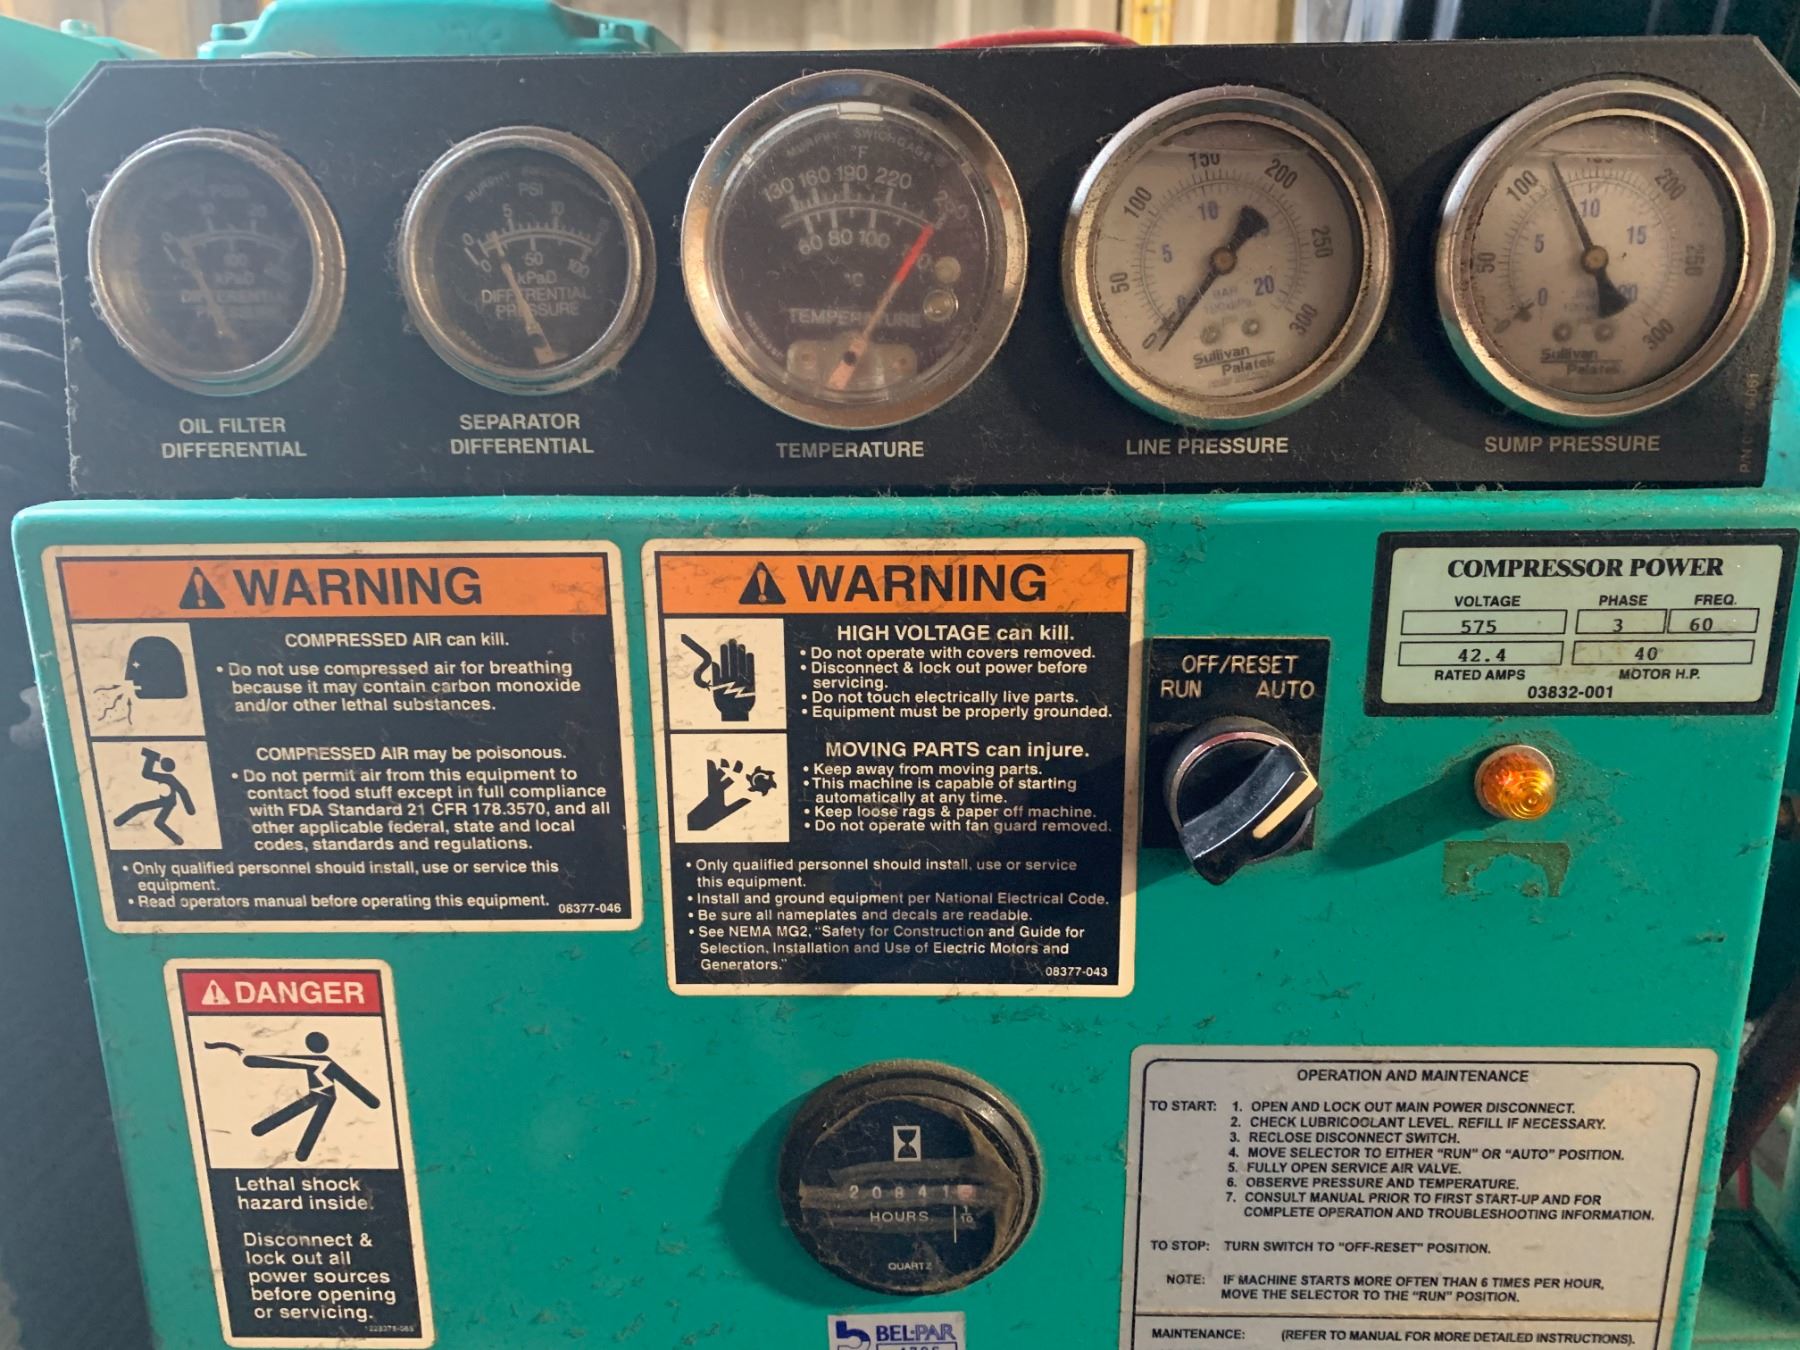 PSI
0 5 10
0 50 100
kPaD
DIFFERENTIAL
PRESSURE
kPaD
DIFFERENTIAL
PRESSURE
MURPHY SWICHGAGE
°F
130 160 190 220 250
60 80 100
°C
TEMPERATURE
0 50 100 150 200 250 300
0 5 10 20
BAR
Sullivan
Palatek
50 100 200 250 300
0 5 10 15
Sullivan
Palatek
OIL FILTER
DIFFERENTIAL
SEPARATOR
DIFFERENTIAL
TEMPERATURE
LINE PRESSURE
SUMP PRESSURE
WARNING
COMPRESSED AIR can kill.
• Do not use compressed air for breathing
because it may contain carbon monoxide
and/or other lethal substances.
COMPRESSED AIR may be poisonous.
• Do not permit air from this equipment to
contact food stuff except in full compliance
with FDA Standard 21 CFR 178.3570, and all
other applicable federal, state and local
codes, standards and regulations.
• Only qualified personnel should install, use or service this
equipment.
• Read operators manual before operating this equipment.
08377-046
WARNING
HIGH VOLTAGE can kill.
• Do not operate with covers removed.
• Disconnect & lock out power before
servicing.
• Do not touch electrically live parts.
• Equipment must be properly grounded.
MOVING PARTS can injure.
• Keep away from moving parts.
• This machine is capable of starting
automatically at any time.
• Keep loose rags & paper off machine.
• Do not operate with fan guard removed.
• Only qualified personnel should install, use or service
this equipment.
• Install and ground equipment per National Electrical Code.
• Be sure all nameplates and decals are readable.
• See NEMA MG2, "Safety for Construction and Guide for
Selection, Installation and Use of Electric Motors and
Generators."
08377-043
OFF/RESET
RUN AUTO
COMPRESSOR POWER
VOLTAGE PHASE FREQ.
575 3 60
42.4 40
RATED AMPS MOTOR H.P.
03832-001
DANGER
Lethal shock
hazard inside.
Disconnect &
lock out all
power sources
before opening
or servicing.
20841
HOURS 1/10
QUARTZ
BEL-PAR
OPERATION AND MAINTENANCE
TO START: 1. OPEN AND LOCK OUT MAIN POWER DISCONNECT.
2. CHECK LUBRICOOLANT LEVEL. REFILL IF NECESSARY.
3. RECLOSE DISCONNECT SWITCH.
4. MOVE SELECTOR TO EITHER "RUN" OR "AUTO" POSITION.
5. FULLY OPEN SERVICE AIR VALVE.
6. OBSERVE PRESSURE AND TEMPERATURE.
7. CONSULT MANUAL PRIOR TO FIRST START-UP AND FOR
COMPLETE OPERATION AND TROUBLESHOOTING INFORMATION.
TO STOP: TURN SWITCH TO "OFF-RESET" POSITION.
NOTE: IF MACHINE STARTS MORE OFTEN THAN 6 TIMES PER HOUR,
MOVE THE SELECTOR TO THE "RUN" POSITION.
MAINTENANCE: (REFER TO MANUAL FOR MORE DETAILED INSTRUCTIONS).